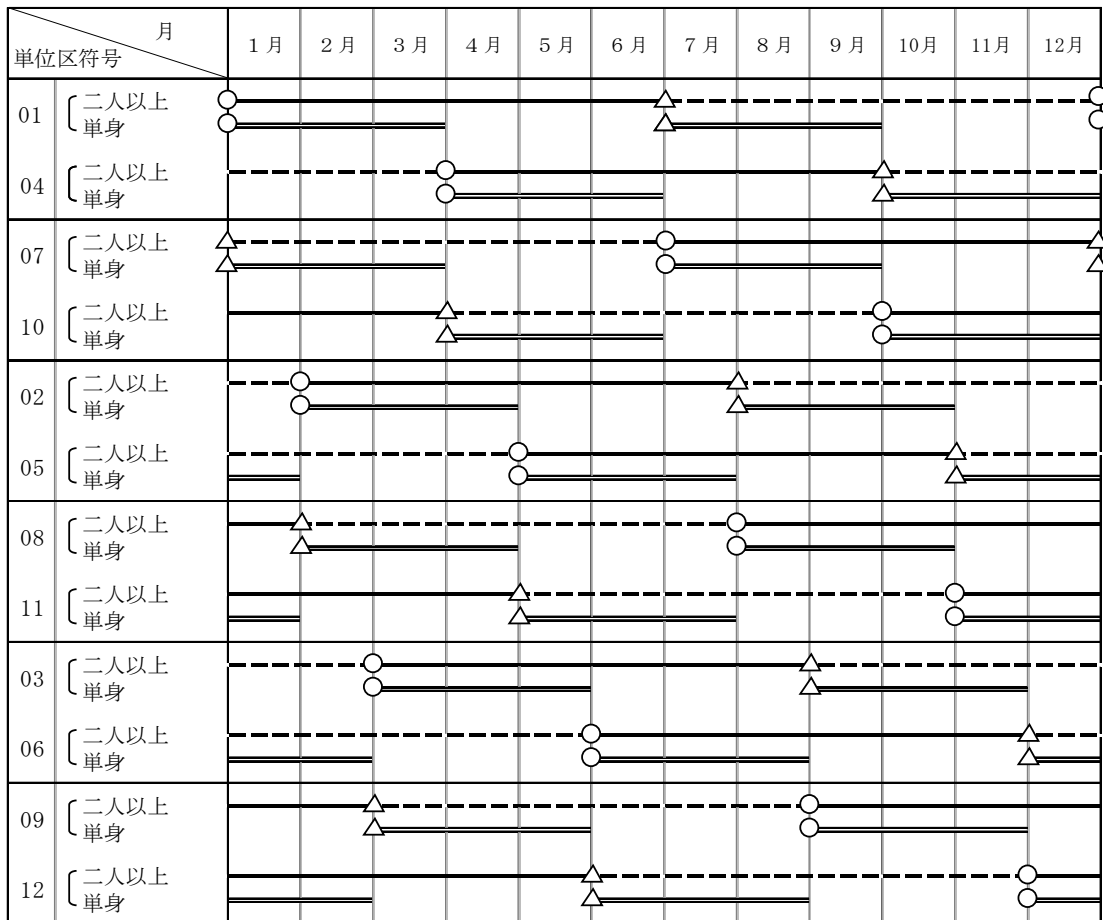 月
単位区符号
1月 2月 3月 4月 5月 6月 7月 8月 9月 10月 11月 12月
01 二人以上
単身
04 二人以上
単身
07 二人以上
単身
10 二人以上
単身
02 二人以上
単身
05 二人以上
単身
08 二人以上
単身
11 二人以上
単身
03 二人以上
単身
06 二人以上
単身
09 二人以上
単身
12 二人以上
単身